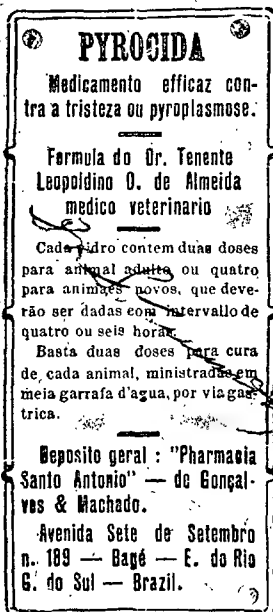 PYROCIDA
Medicamento efficaz con-
tra a tristeza ou pyroplasmose.
Formula do Dr. Tenente
Leopoldino O. de Almeida
medico veterinario
Cada vidro contem duas doses
para animal adulto ou quatro
para animaes novos, que deve-
rão ser dadas com intervallo de
quatro ou seis horas.
Basta duas doses para cura
de cada animal, ministradas em
meia garrafa d'agua, por via gas-
trica.
Deposito geral : "Pharmacia
Santo Antonio" — de Gonçal-
ves & Machado.
Avenida Sete de Setembro
n. 189 — Bagé — E. do Rio
G. do Sul — Brazil.